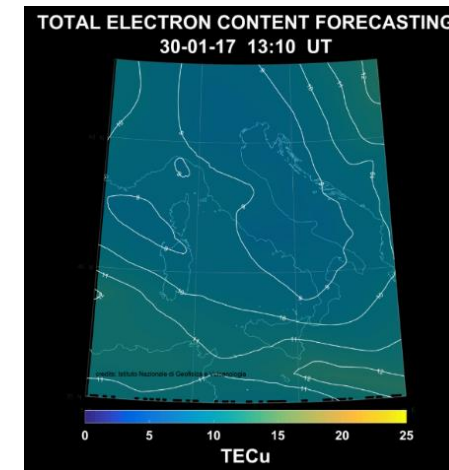 TOTAL ELECTRON CONTENT FORECASTING
30-01-17 13:10 UT
credits: Istituto Nazionale di Geofisica e Vulcanologia
0 5 10 15 20 25
TECu